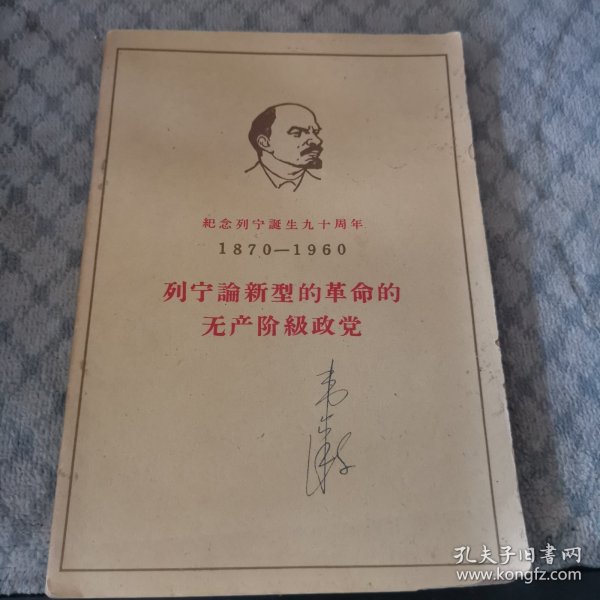 紀念列宁誕生九十周年
1870—1960
列宁論新型的革命的
无产阶級政党
孔夫子旧书网
www.kongfz.com